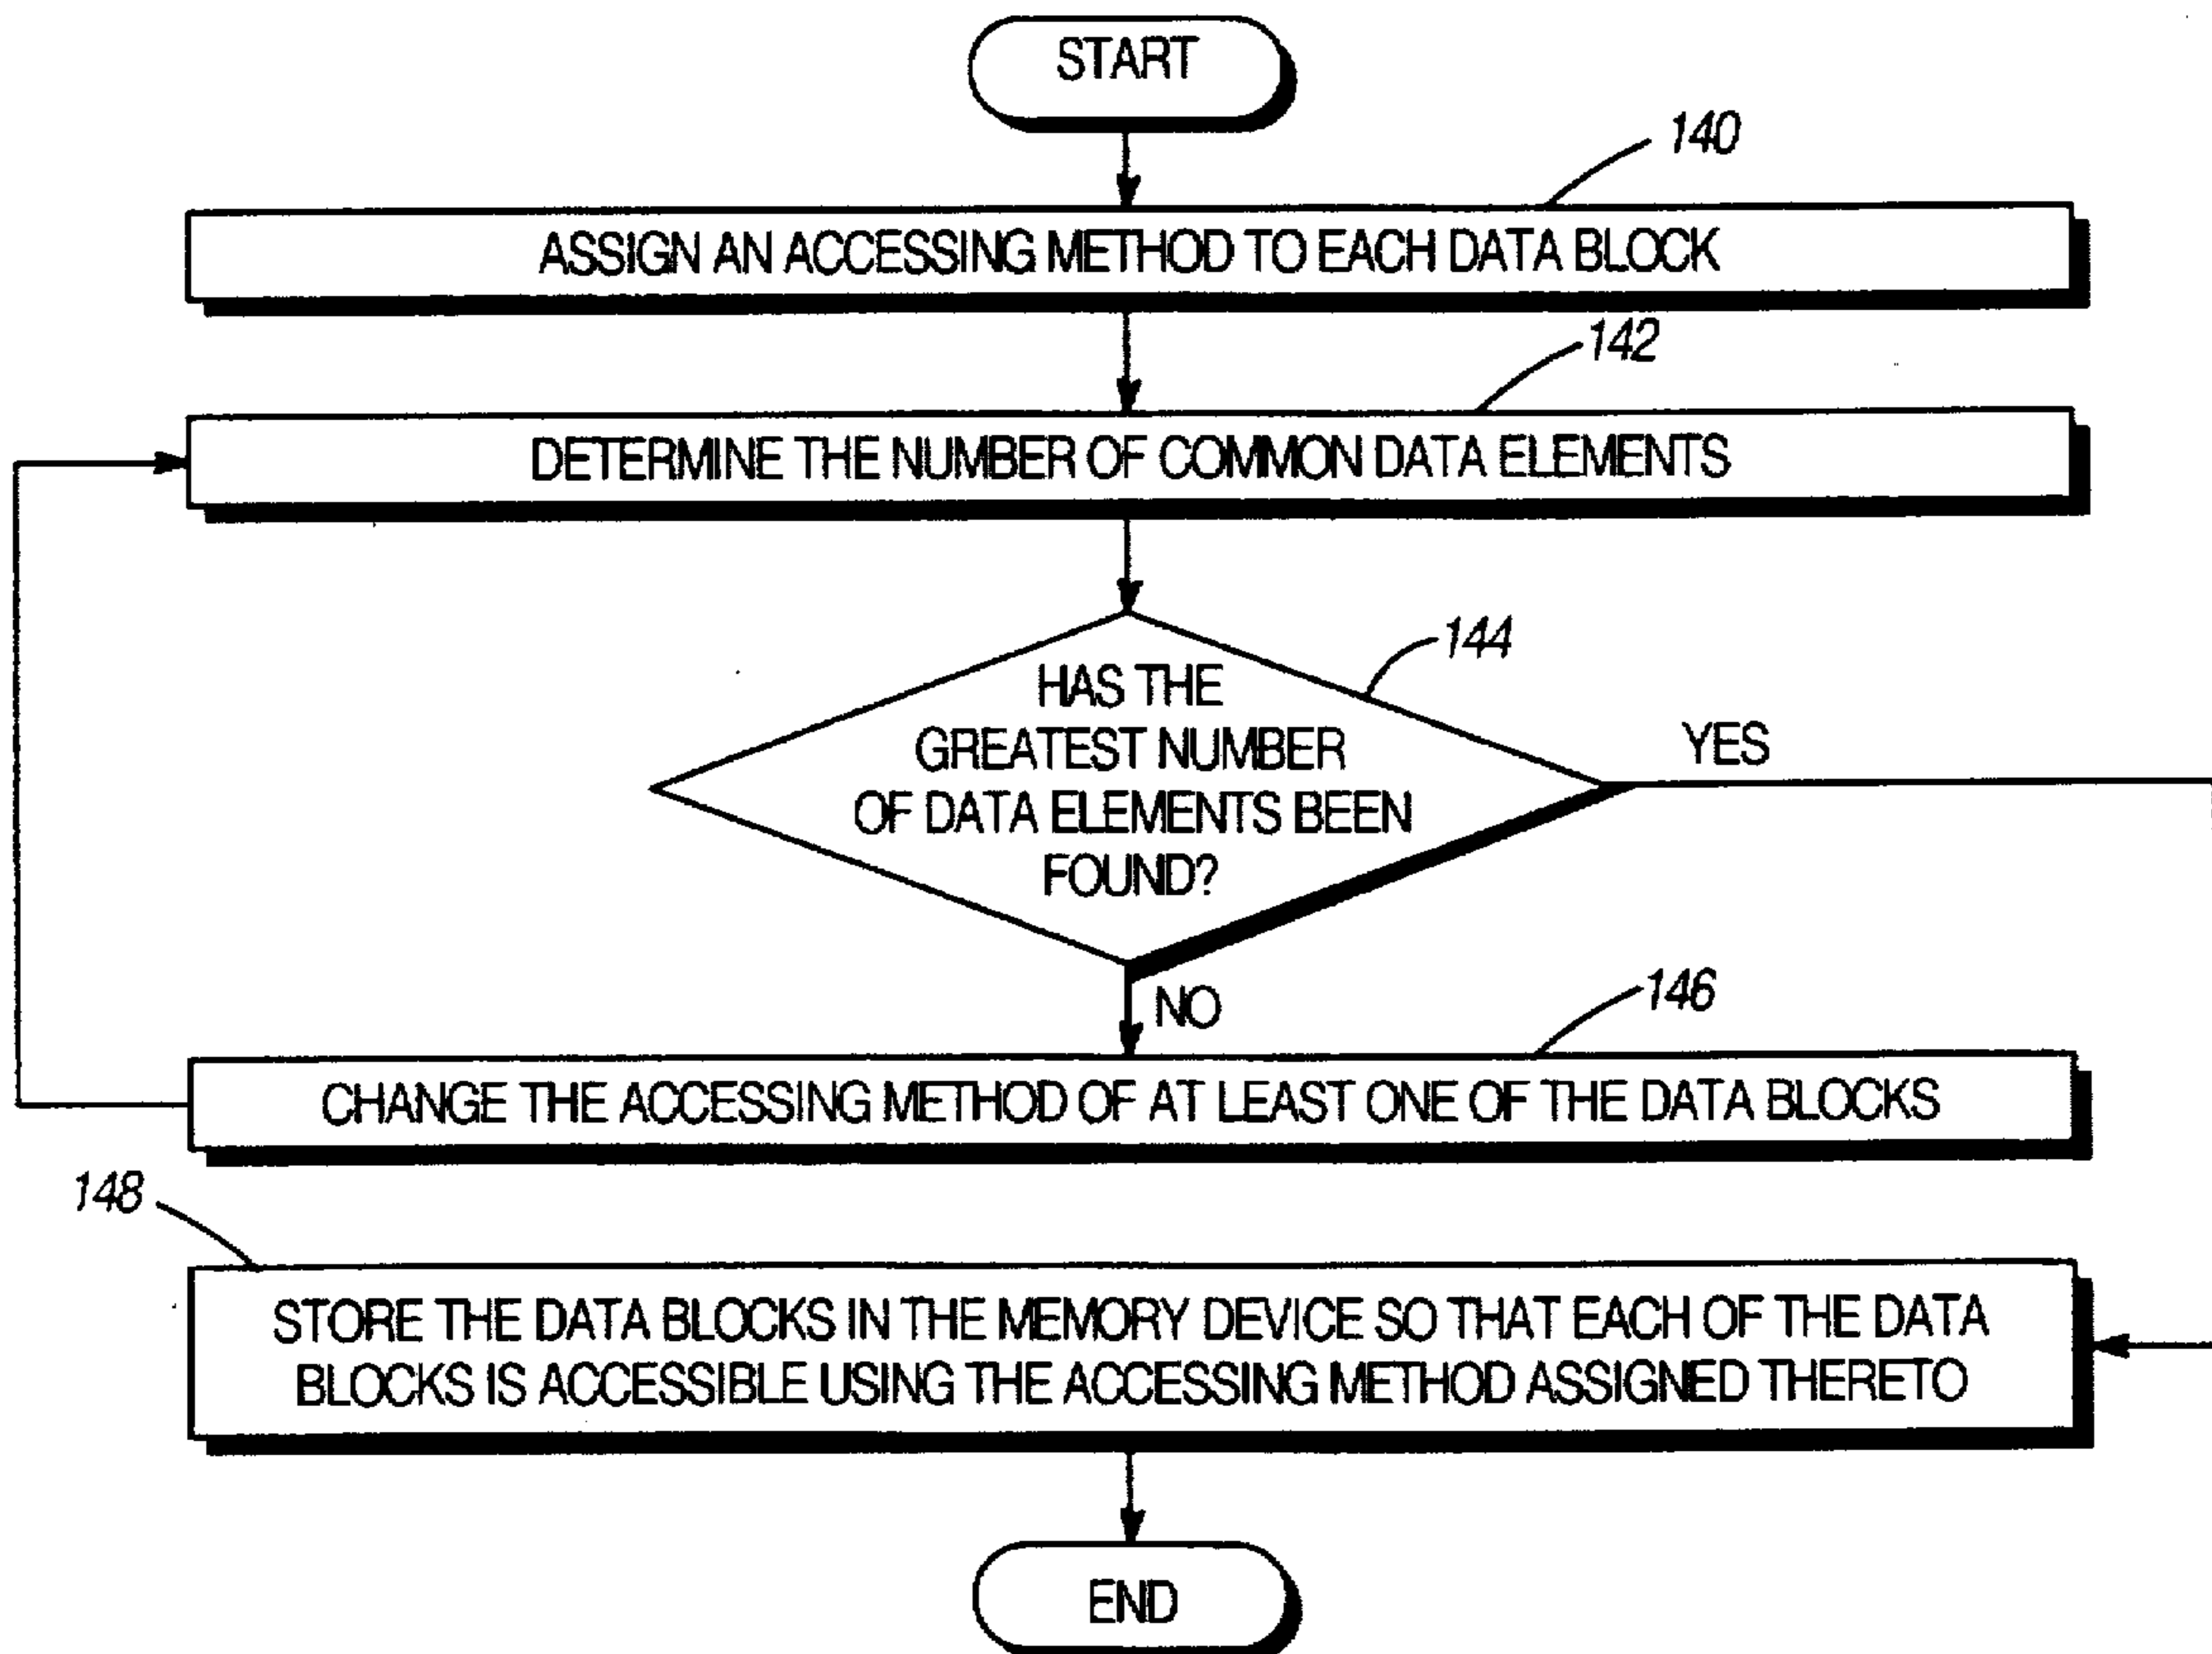 START
140
ASSIGN AN ACCESSING METHOD TO EACH DATA BLOCK
142
DETERMINE THE NUMBER OF COMMON DATA ELEMENTS
144
HAS THE
GREATEST NUMBER
OF DATA ELEMENTS BEEN
FOUND?
YES
NO
146
CHANGE THE ACCESSING METHOD OF AT LEAST ONE OF THE DATA BLOCKS
148
STORE THE DATA BLOCKS IN THE MEMORY DEVICE SO THAT EACH OF THE DATA
BLOCKS IS ACCESSIBLE USING THE ACCESSING METHOD ASSIGNED THERETO
END